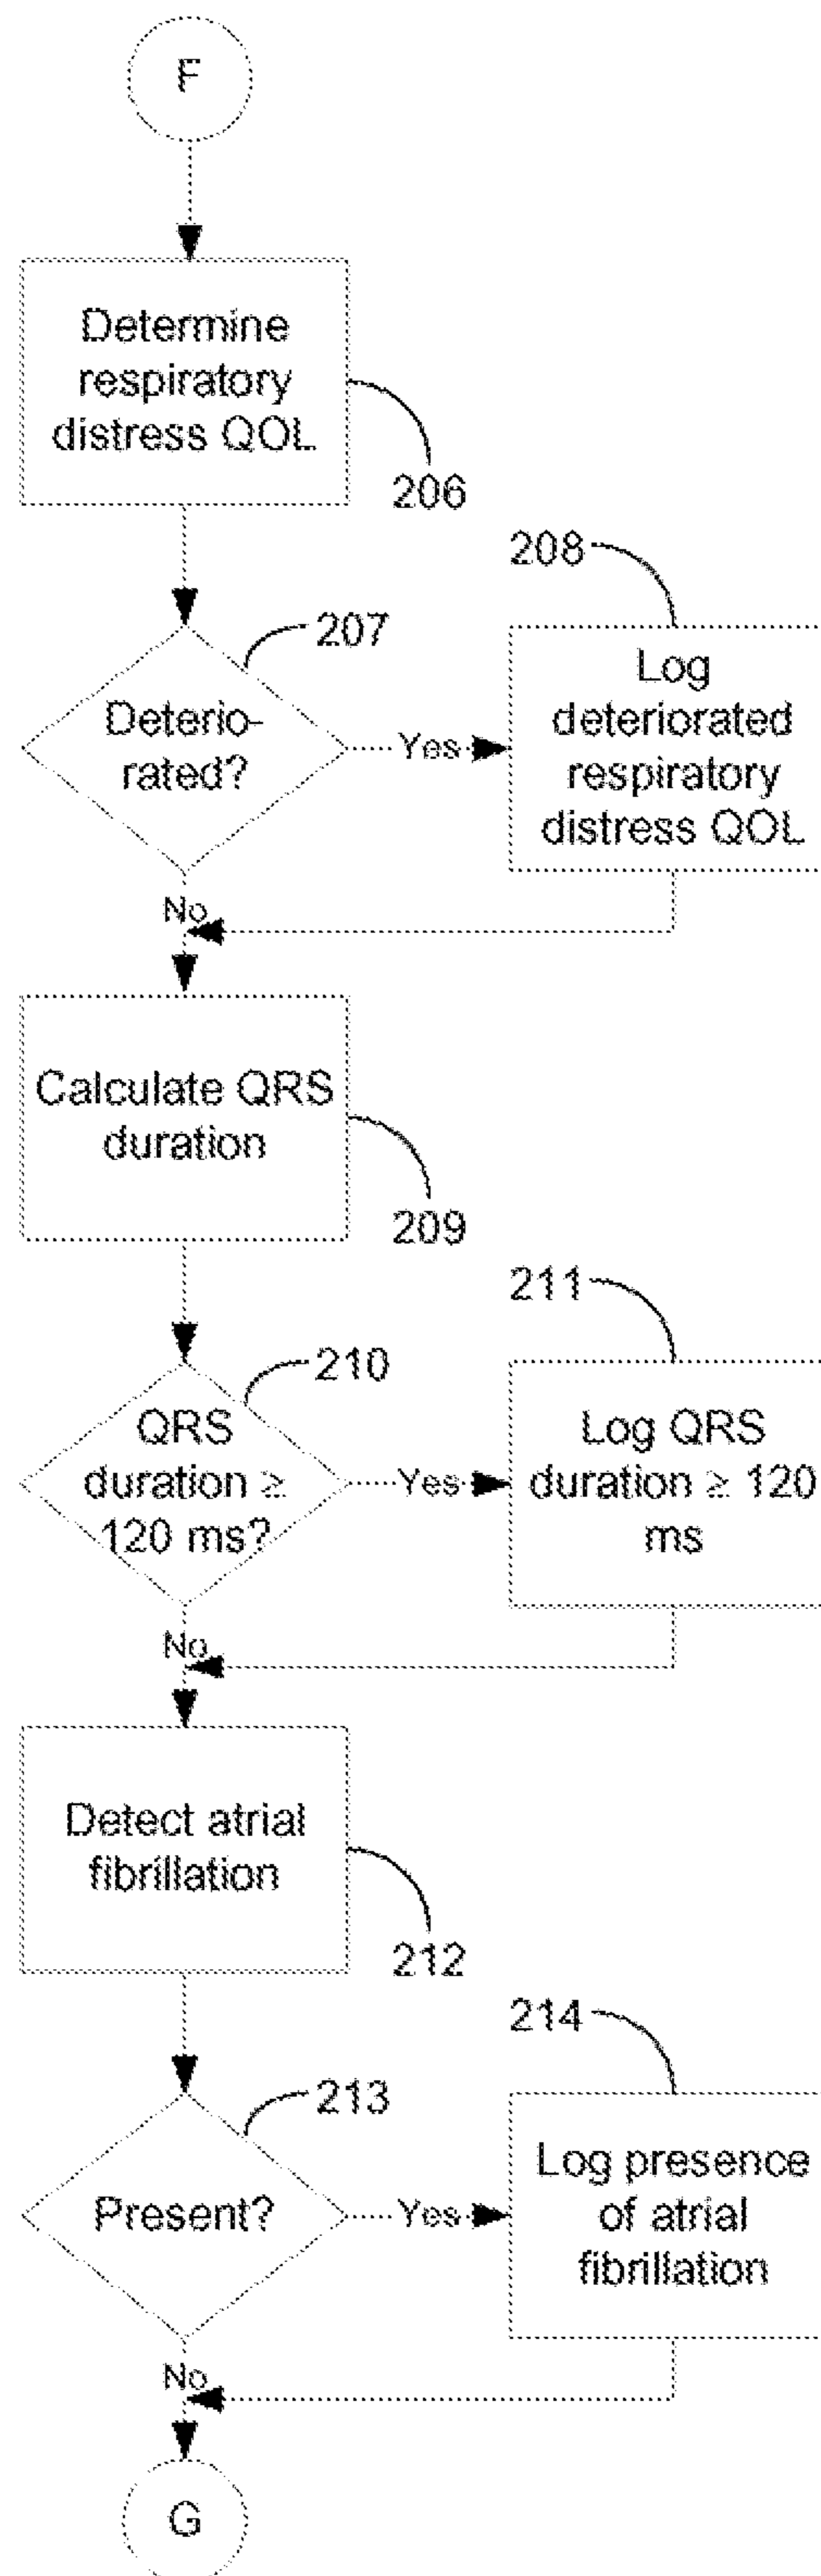 F
Determine
respiratory
distress QOL
206
207
Deterio-
rated?
Yes
208
Log
deteriorated
respiratory
distress QOL
No
Calculate QRS
duration
209
210
QRS
duration ≥
120 ms?
Yes
211
Log QRS
duration ≥ 120
ms
No
Detect atrial
fibrillation
212
213
Present?
Yes
214
Log presence
of atrial
fibrillation
No
G